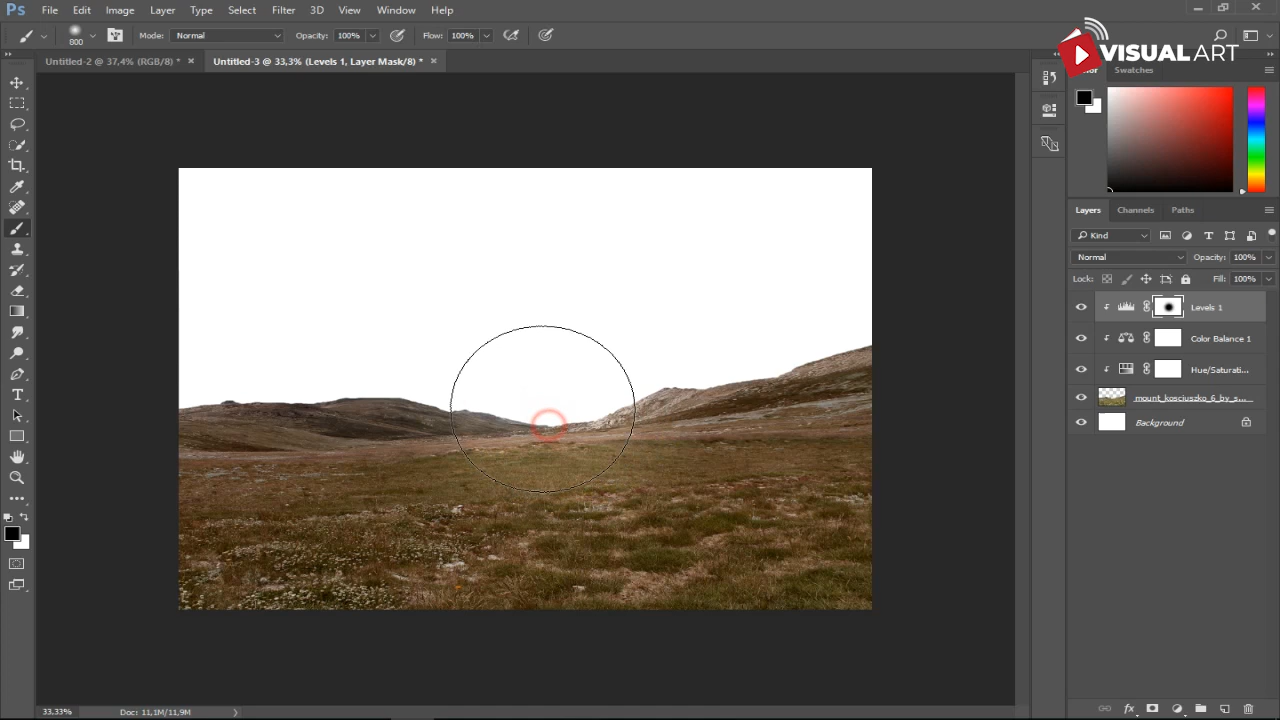 Ps File Edit Image Layer Type Select Filter 3D View Window Help
800 Mode: Normal Opacity: 100% Flow: 100%
VISUAL ART
Untitled-2 @ 37,4% (RGB/8) * × Untitled-3 @ 33,3% (Levels 1, Layer Mask/8) * ×
Swatches
Layers Channels Paths
Kind
Normal Opacity: 100%
Lock: Fill: 100%
Levels 1
Color Balance 1
Hue/Saturati...
mount_kosciuszko_6_by_s...
Background
T
33,33% Doc: 11,1M/11,9M
fx